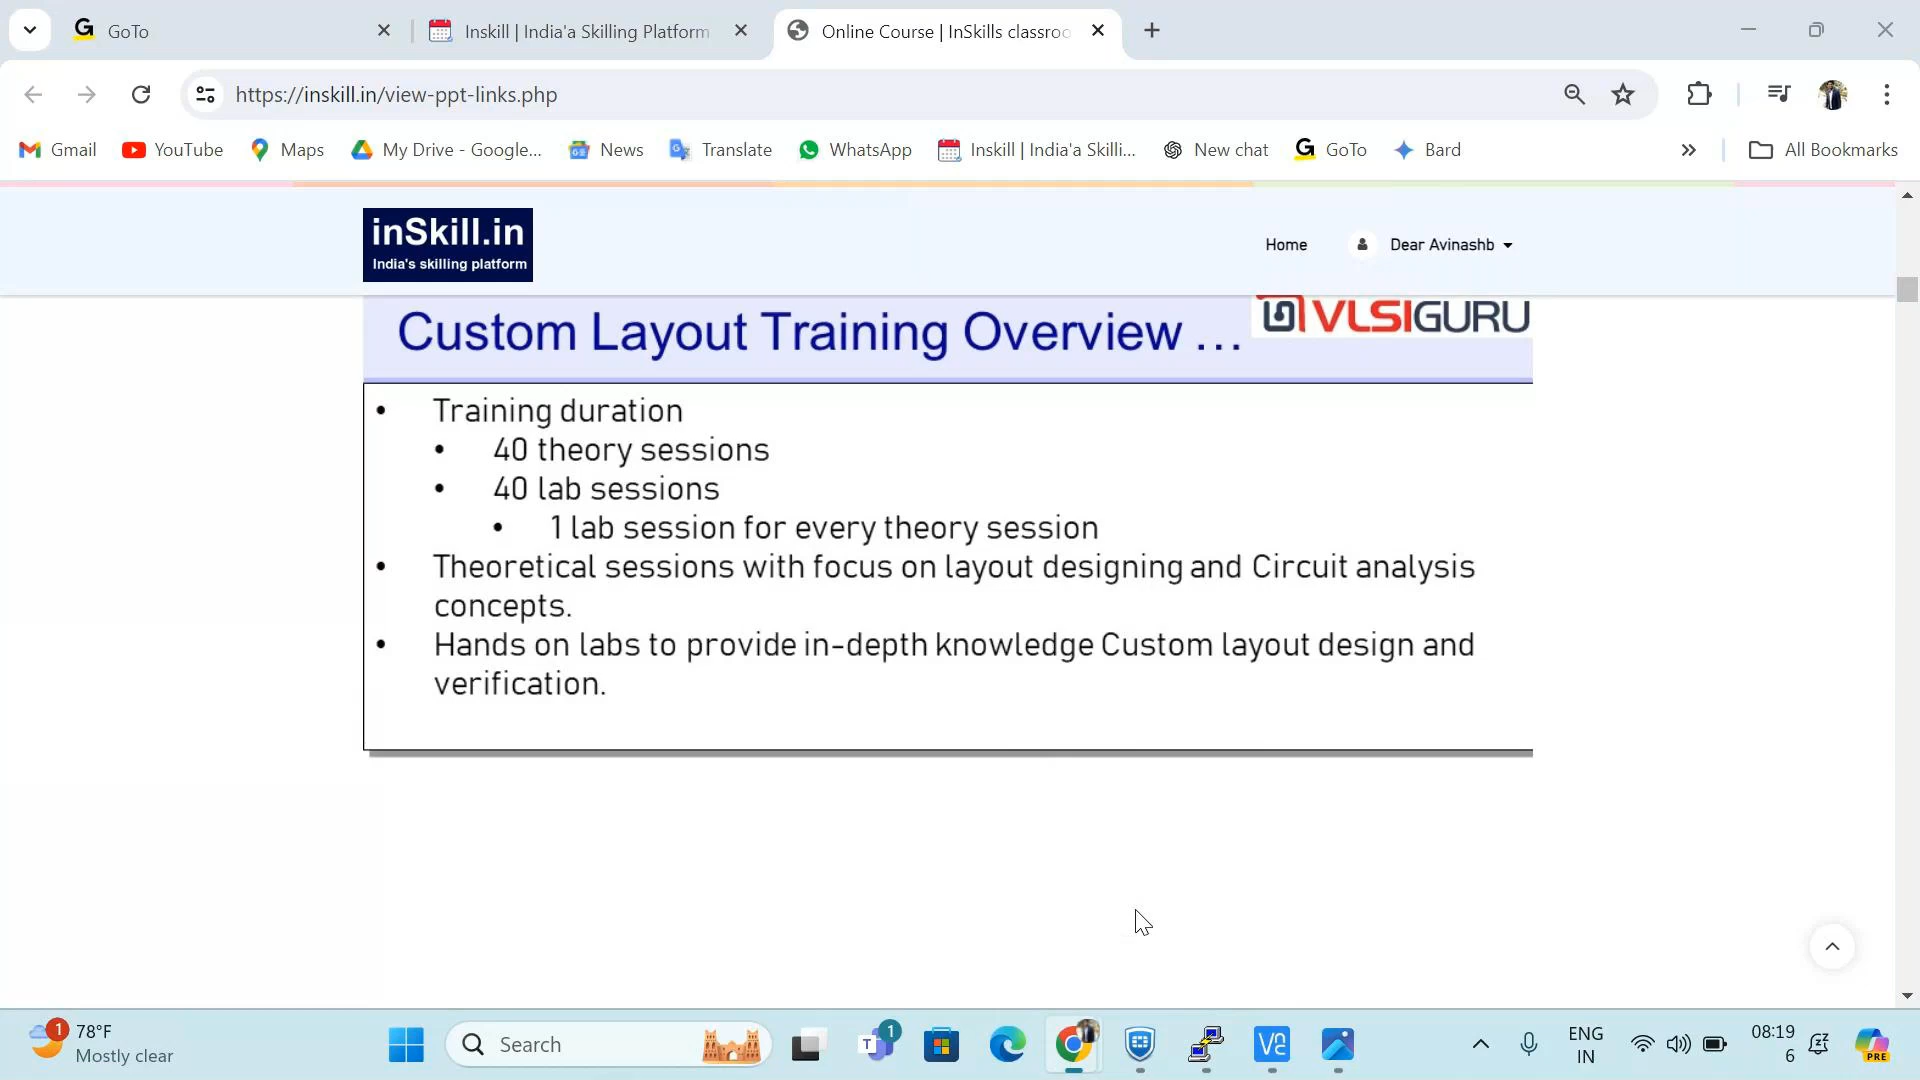 GoTo
Inskill | India'a Skilling Platform
Online Course | InSkills classroo
https://inskill.in/view-ppt-links.php
Gmail
YouTube
Maps
My Drive - Google...
News
Translate
WhatsApp
Inskill | India'a Skilli...
New chat
GoTo
Bard
All Bookmarks
inSkill.in
India's skilling platform
Home
Dear Avinashb
Custom Layout Training Overview ...
VLSIGURU
• Training duration
• 40 theory sessions
• 40 lab sessions
• 1 lab session for every theory session
• Theoretical sessions with focus on layout designing and Circuit analysis
concepts.
• Hands on labs to provide in-depth knowledge Custom layout design and
verification.
1
78°F
Mostly clear
Search
1
ENG
IN
08:19
6
PRE